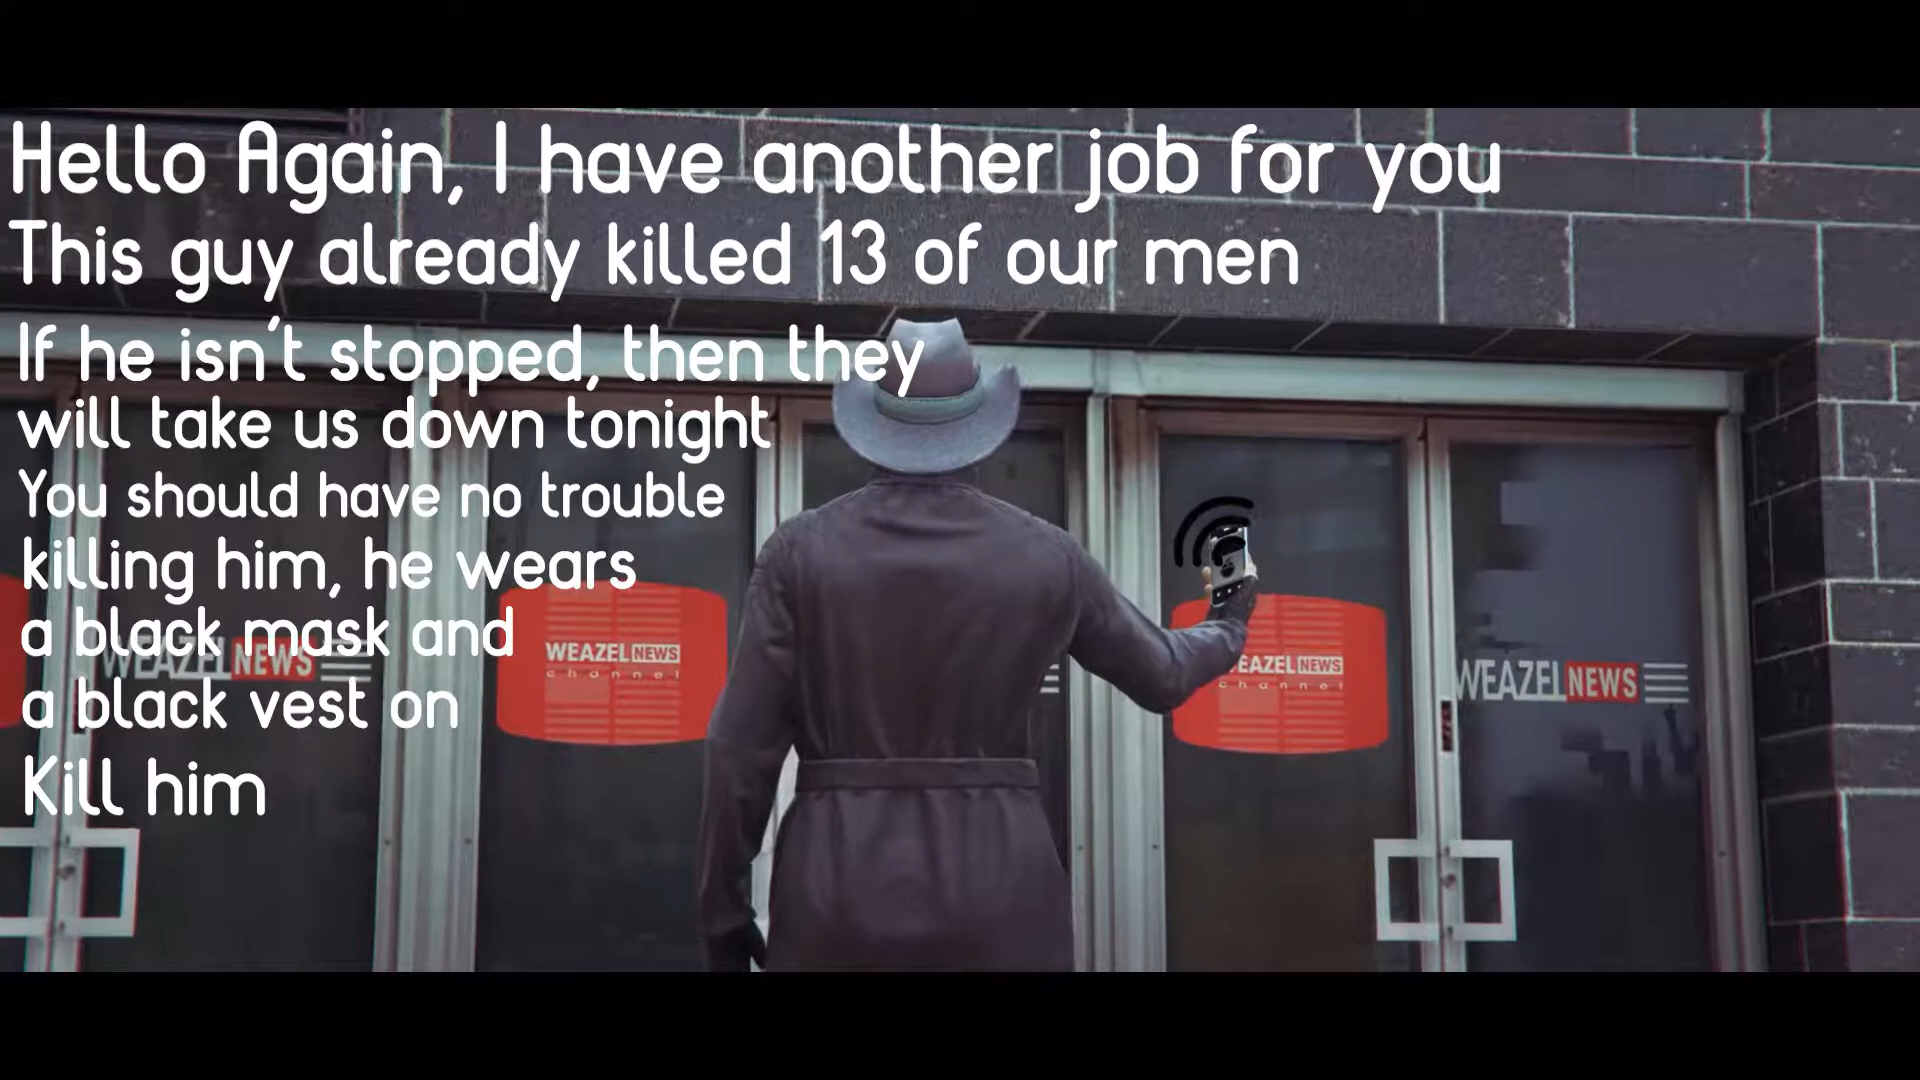 Hello Again, I have another job for you
This guy already killed 13 of our men
If he isn't stopped, then they
will take us down tonight
You should have no trouble
killing him, he wears
a black mask and
a black vest on
Kill him
WEAZEL NEWS
WEAZEL NEWS
channel
EAZEL NEWS
channel
WEAZEL NEWS